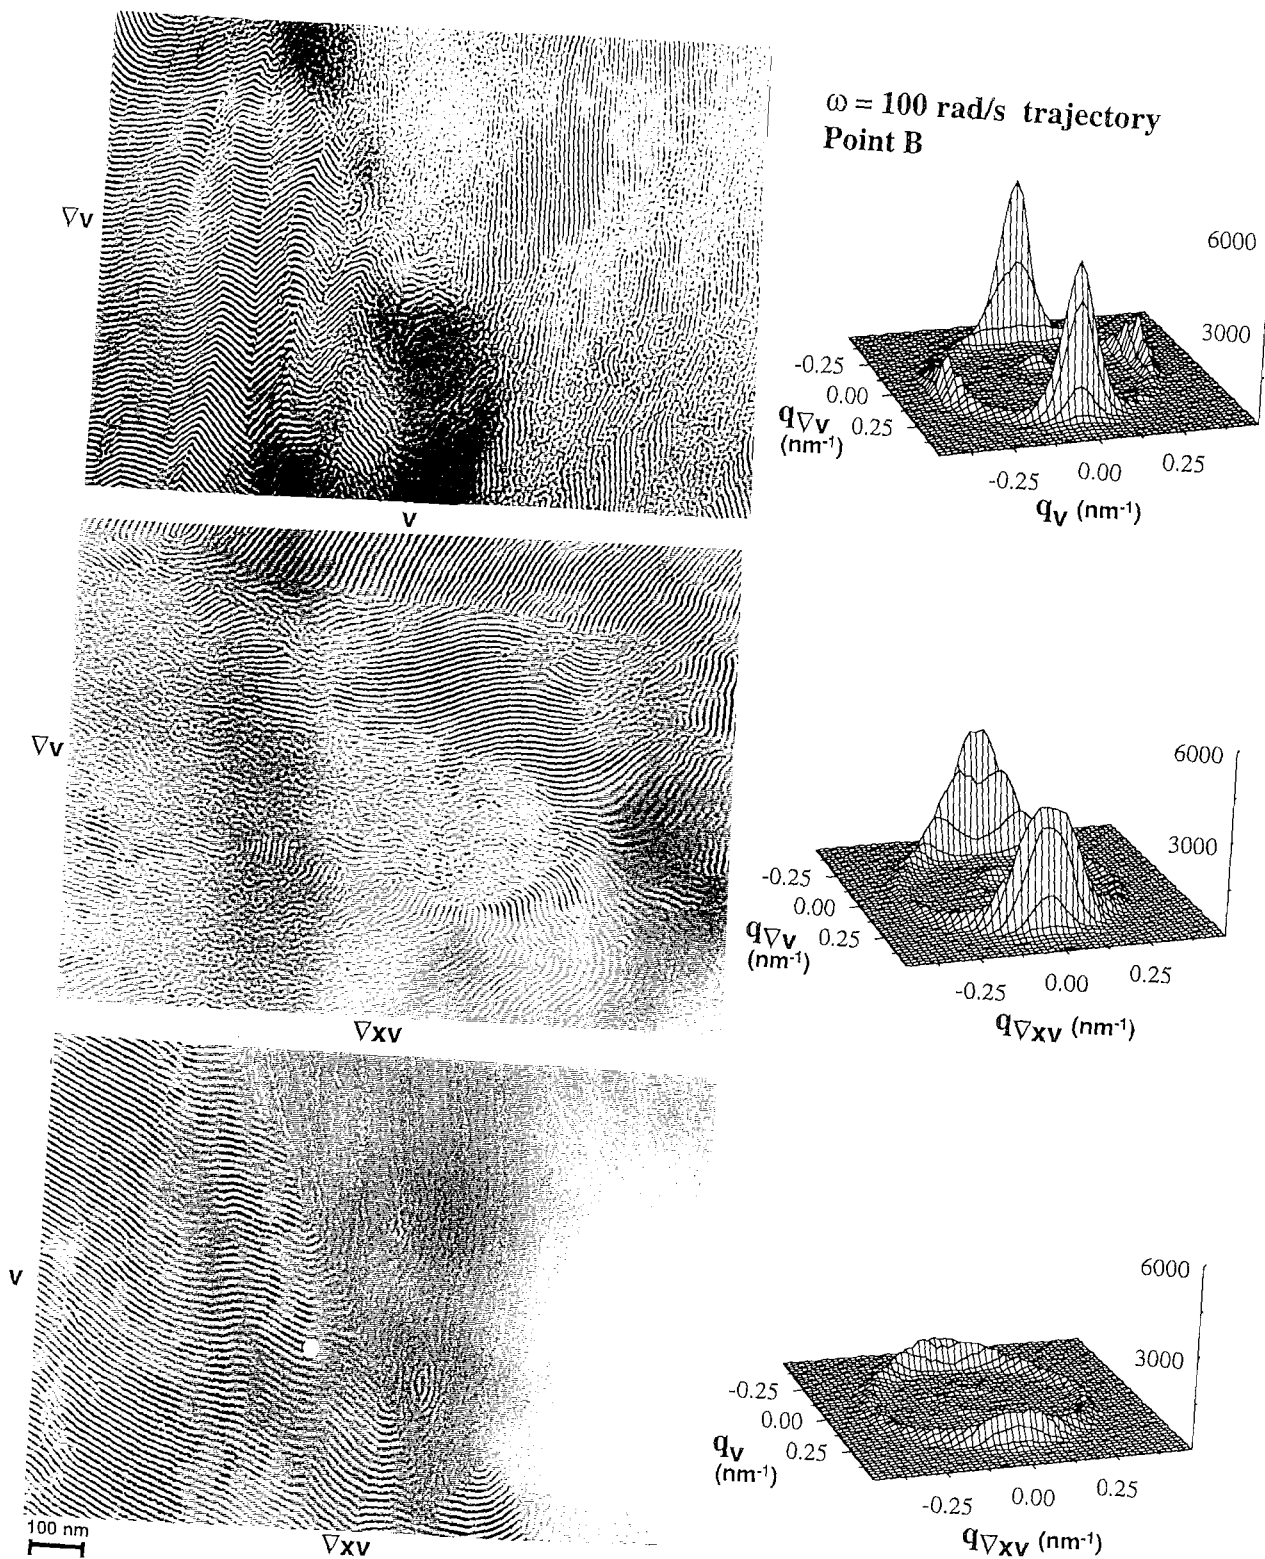 ω = 100 rad/s trajectory
Point B
∇v
v
6000
3000
-0.25
0.00
0.25
q∇v
(nm-1)
-0.25
0.00
0.25
qv (nm-1)
∇v
∇xv
6000
3000
-0.25
0.00
0.25
q∇v
(nm-1)
-0.25
0.00
0.25
q∇xv (nm-1)
v
100 nm
∇xv
6000
3000
-0.25
0.00
0.25
qv
(nm-1)
-0.25
0.00
0.25
q∇xv (nm-1)